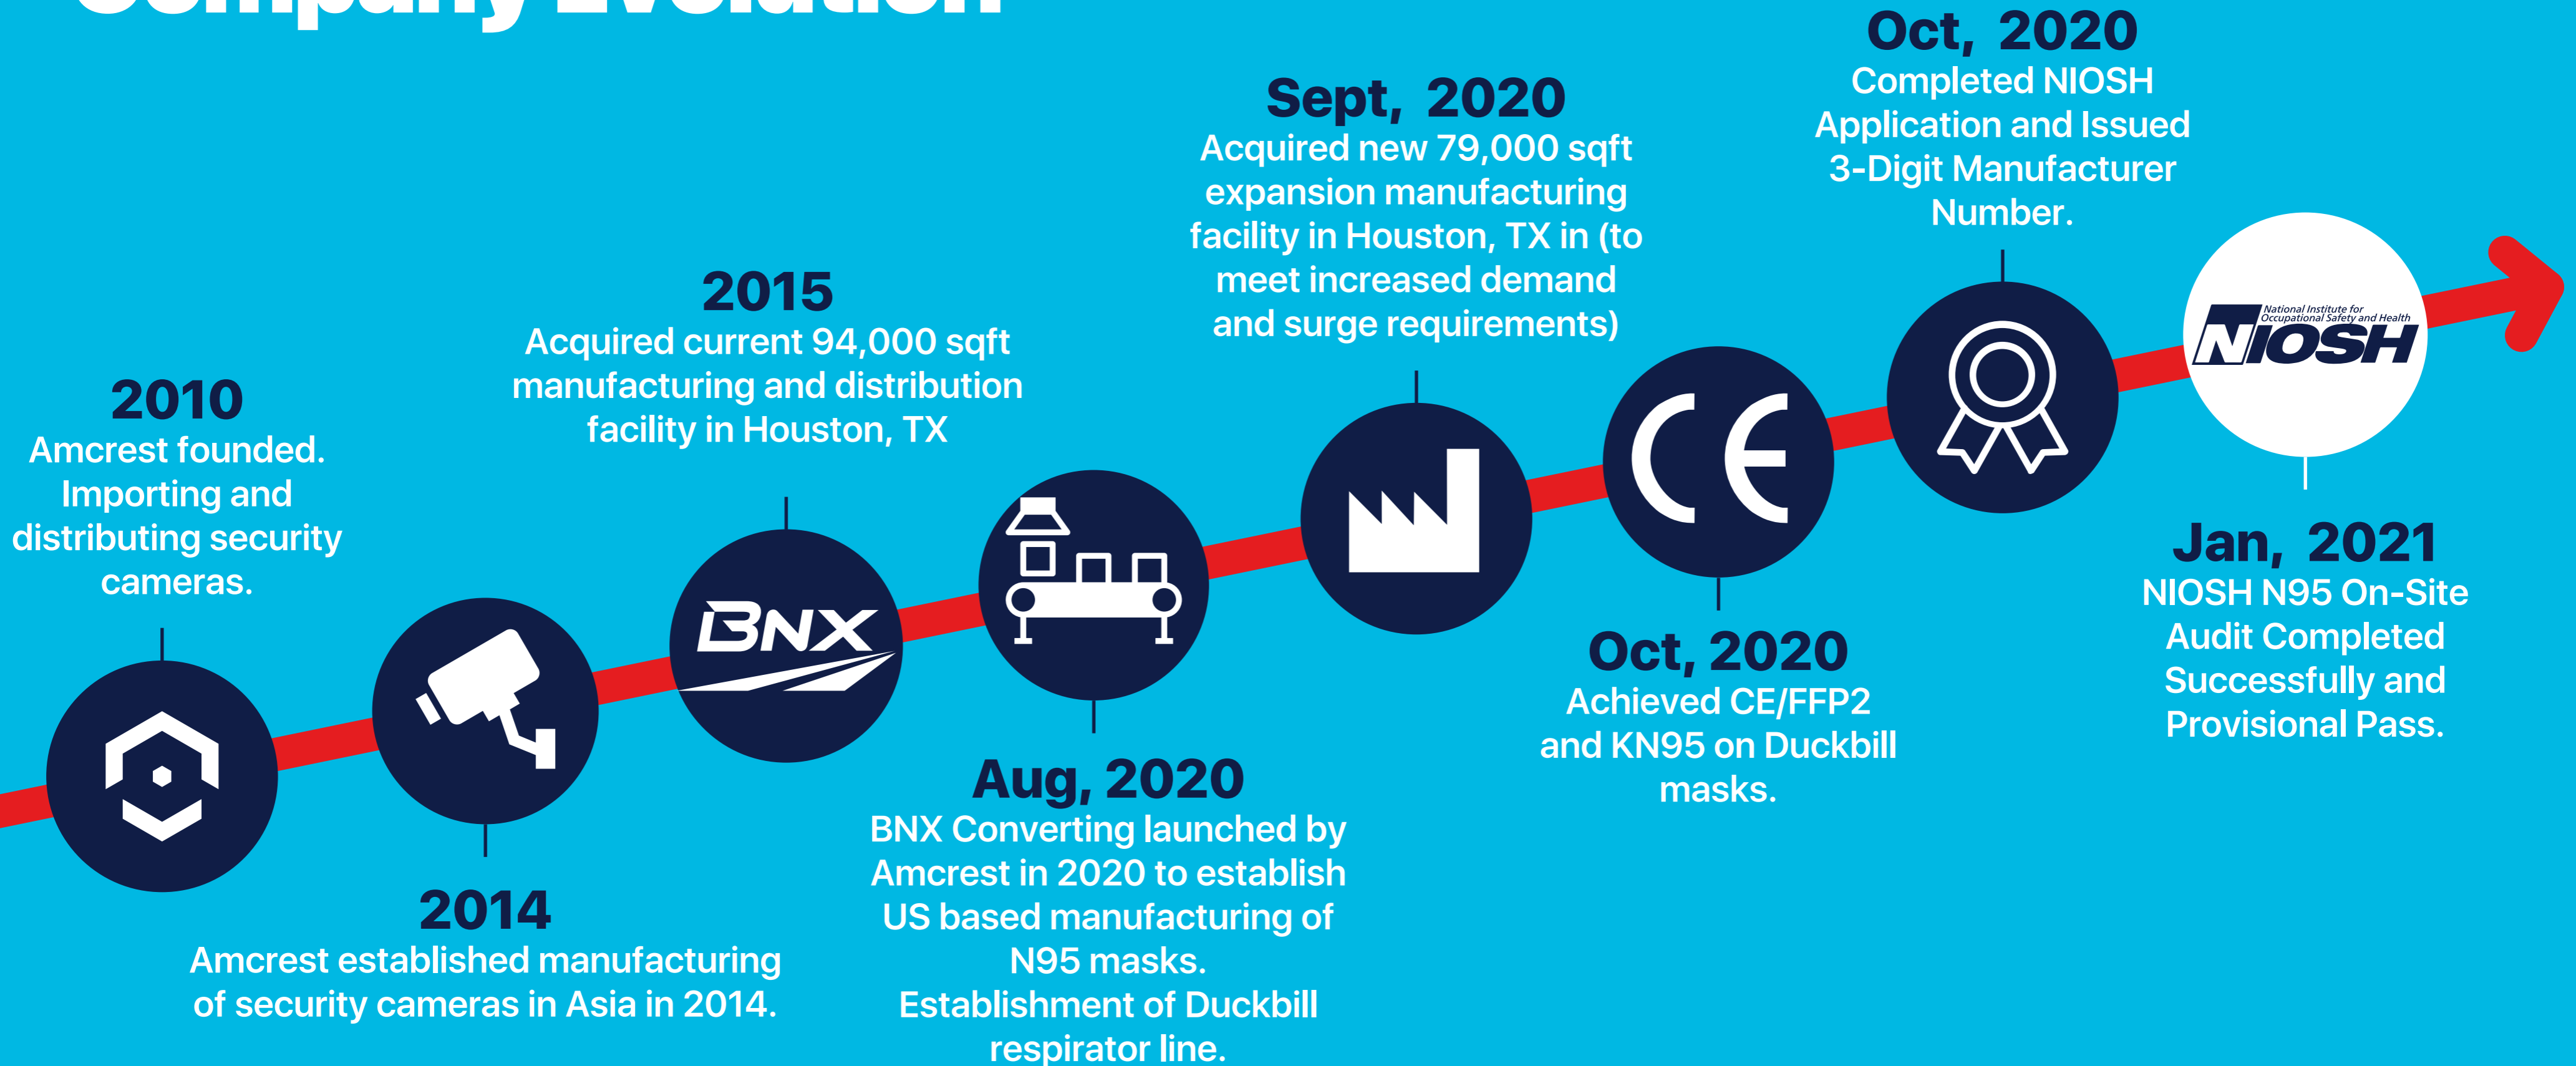 Company Evolution
2010
Amcrest founded.
Importing and
distributing security
cameras.
2014
Amcrest established manufacturing
of security cameras in Asia in 2014.
2015
Acquired current 94,000 sqft
manufacturing and distribution
facility in Houston, TX
BNX
Aug, 2020
BNX Converting launched by
Amcrest in 2020 to establish
US based manufacturing of
N95 masks.
Establishment of Duckbill
respirator line.
Sept, 2020
Acquired new 79,000 sqft
expansion manufacturing
facility in Houston, TX in (to
meet increased demand
and surge requirements)
CE
Oct, 2020
Achieved CE/FFP2
and KN95 on Duckbill
masks.
Oct, 2020
Completed NIOSH
Application and Issued
3-Digit Manufacturer
Number.
National Institute for
Occupational Safety and Health
NIOSH
Jan, 2021
NIOSH N95 On-Site
Audit Completed
Successfully and
Provisional Pass.